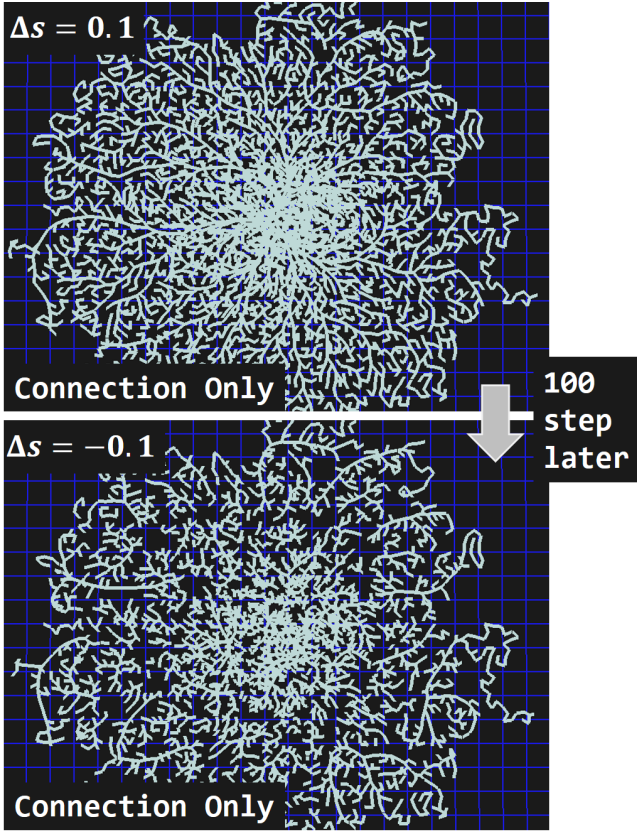 Δs = 0.1
Connection Only
100
step
later
Δs = −0.1
Connection Only